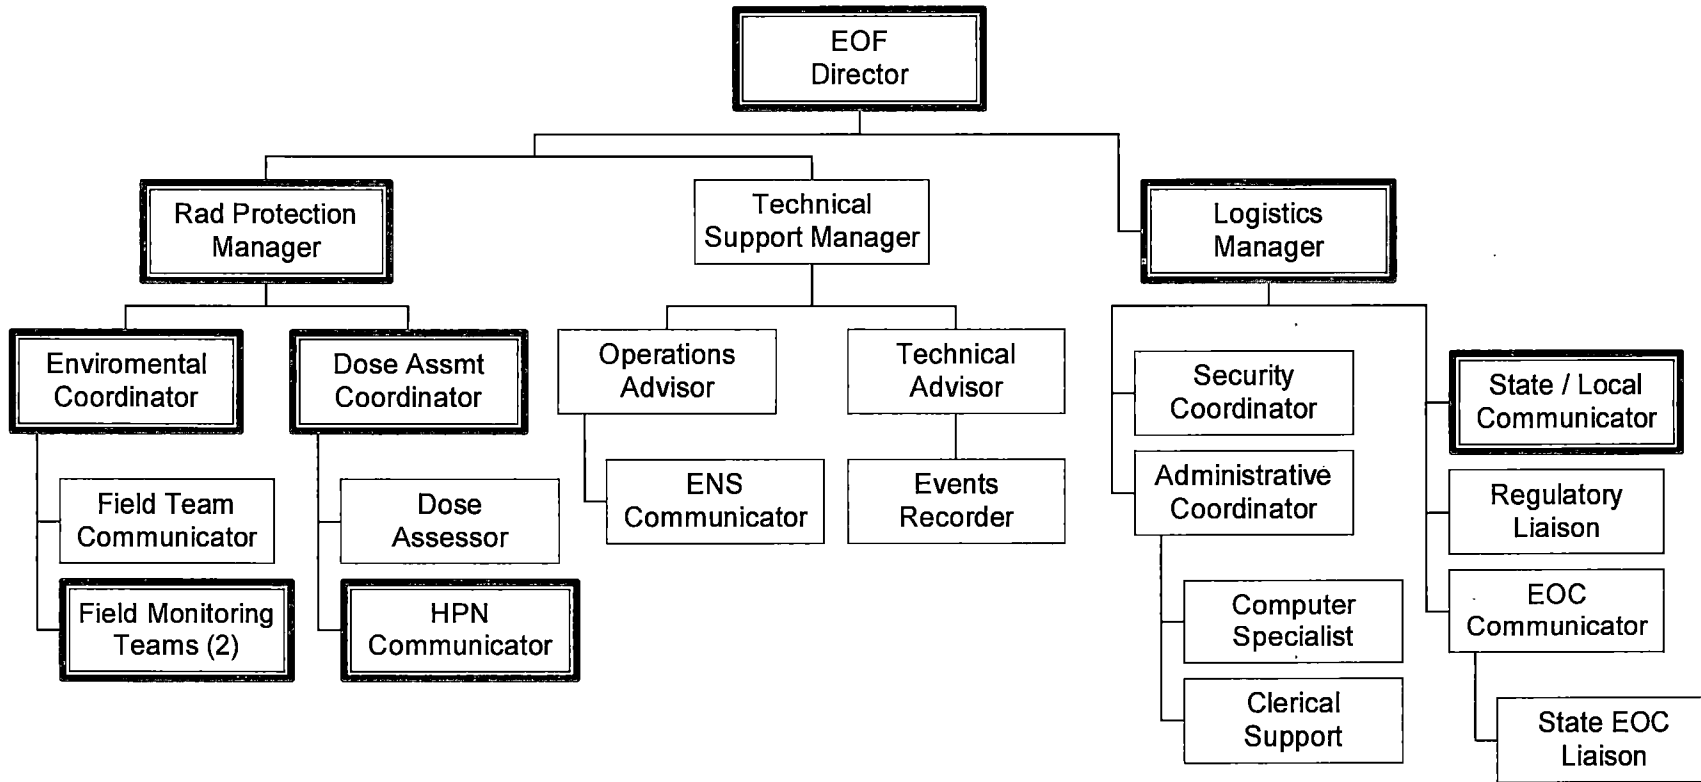 EOF
Director
Rad Protection
Manager
Technical
Support Manager
Logistics
Manager
Enviromental
Coordinator
Dose Assmt
Coordinator
Operations
Advisor
Technical
Advisor
Security
Coordinator
State / Local
Communicator
Field Team
Communicator
Dose
Assessor
ENS
Communicator
Events
Recorder
Administrative
Coordinator
Regulatory
Liaison
Field Monitoring
Teams (2)
HPN
Communicator
Computer
Specialist
EOC
Communicator
Clerical
Support
State EOC
Liaison